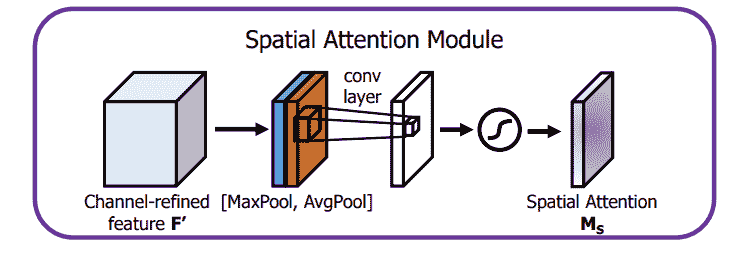 Spatial Attention Module
conv
layer
Channel-refined
feature F’
[MaxPool, AvgPool]
Spatial Attention
Ms